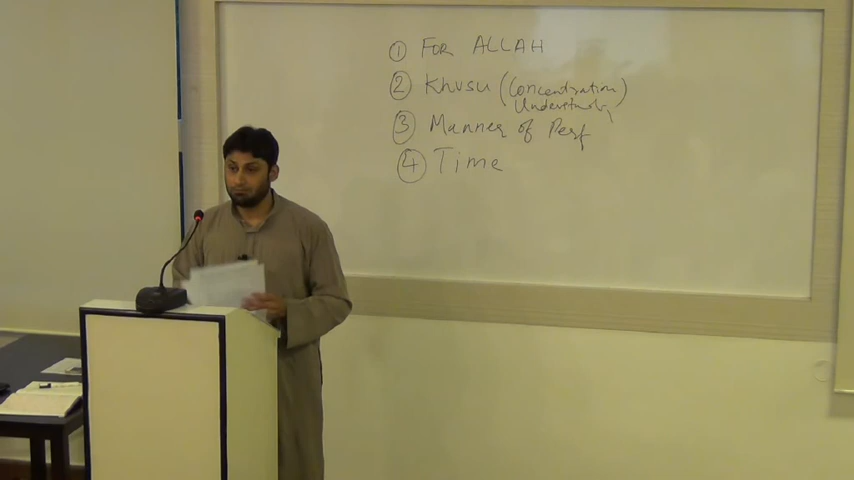 ① FOR ALLAH
② Khusu (Concentration
Understanding)
③ Manner of Perf
④ Time